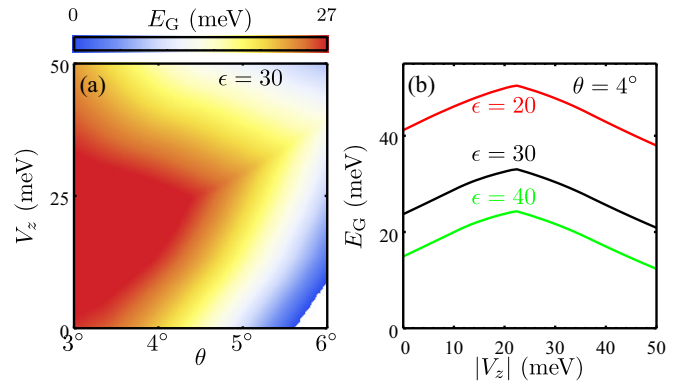 0 E_G (meV) 27
50 (a) ϵ = 30
25
0
V_z (meV)
3° 4° 5° 6°
θ
(b) θ = 4°
ϵ = 20
ϵ = 30
ϵ = 40
40
20
0
E_G (meV)
0 10 20 30 40 50
|V_z| (meV)